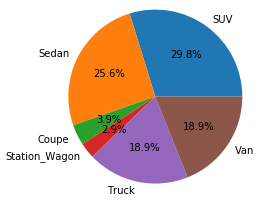 SUV
29.8%
Sedan
25.6%
Coupe
3.9%
Station_Wagon
2.9%
Truck
18.9%
Van
18.9%